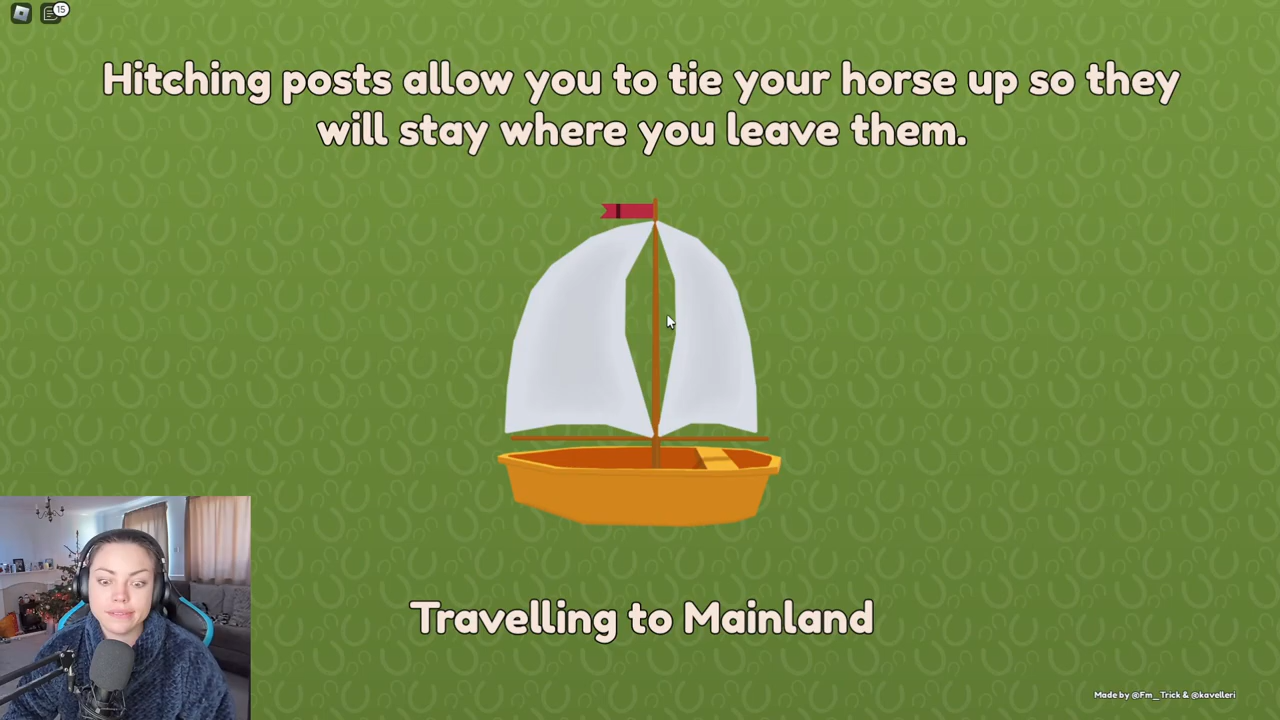 15
Hitching posts allow you to tie your horse up so they
will stay where you leave them.
Travelling to Mainland
Made by @Fm_Trick & @kavelleri